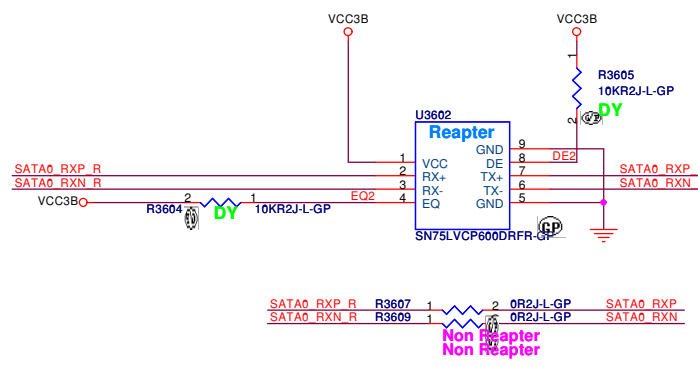 VCC3B
VCC3B
1
R3605
10KR2J-L-GP
DY
2
GP
U3602
Reapter
9
GND
8
DE
DE2
1
VCC
7
TX+
SATA0_RXP_
SATA0_RXP_R
2
RX+
6
TX-
SATA0_RXN
SATA0_RXN_R
3
RX-
5
GND
VCC3B
2
1
EQ2
4
EQ
R3604
DY
10KR2J-L-GP
GP
SN75LVCP600DRFR-GP
SATA0_RXP_R
R3607
1
2
0R2J-L-GP
SATA0_RXP
SATA0_RXN_R
R3609
1
0R2J-L-GP
SATA0_RXN
Non Reapter
Non Reapter